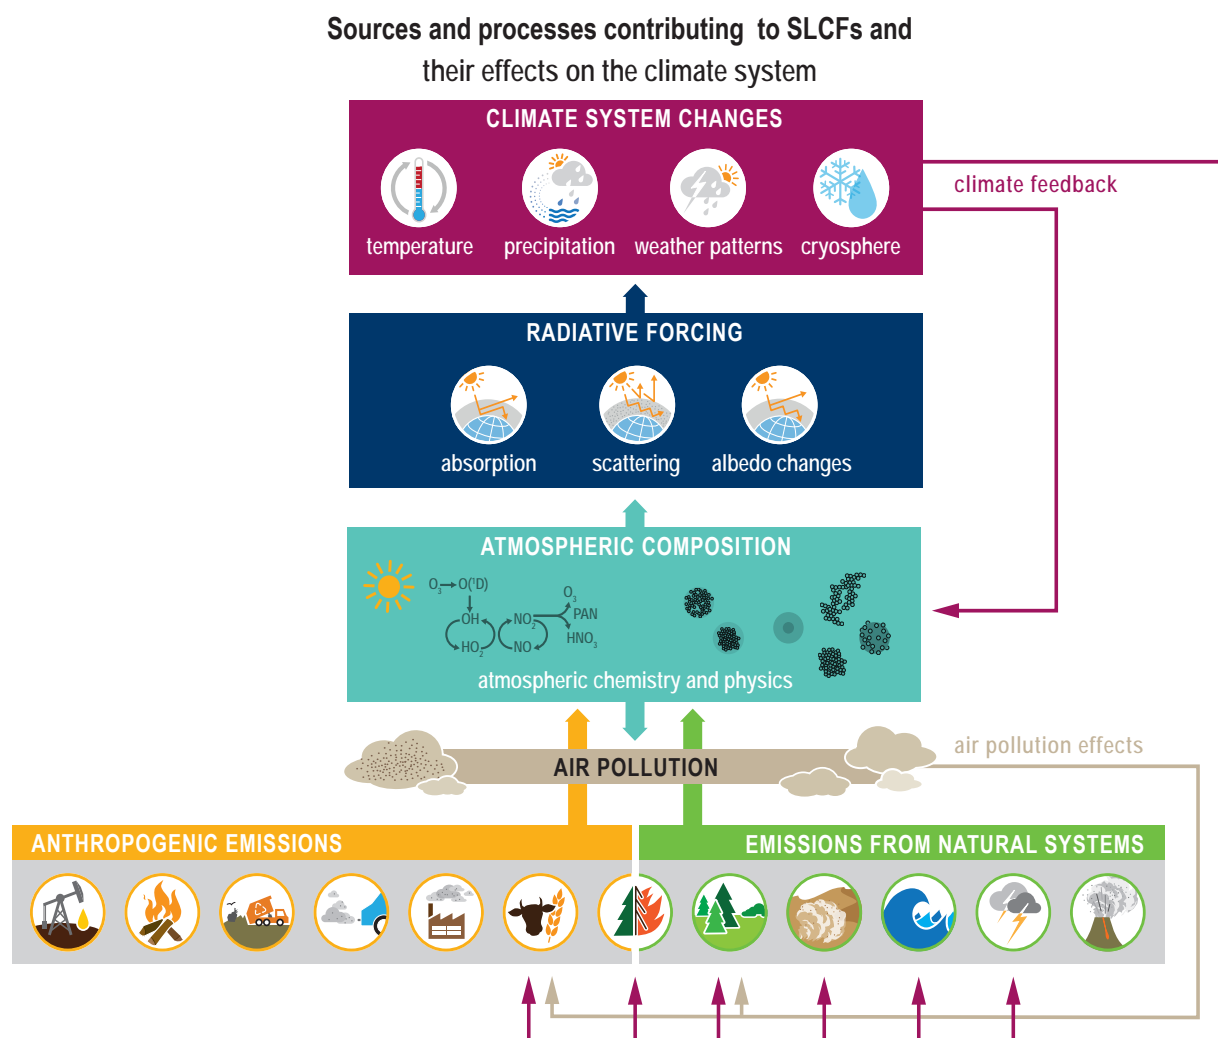 Sources and processes contributing to SLCFs and
their effects on the climate system
CLIMATE SYSTEM CHANGES
temperature
precipitation
weather patterns
cryosphere
climate feedback
RADIATIVE FORCING
absorption
scattering
albedo changes
ATMOSPHERIC COMPOSITION
O₃ → O(¹D)
OH
HO₂
NO₂
NO
O₃
PAN
HNO₃
atmospheric chemistry and physics
air pollution effects
AIR POLLUTION
ANTHROPOGENIC EMISSIONS
EMISSIONS FROM NATURAL SYSTEMS